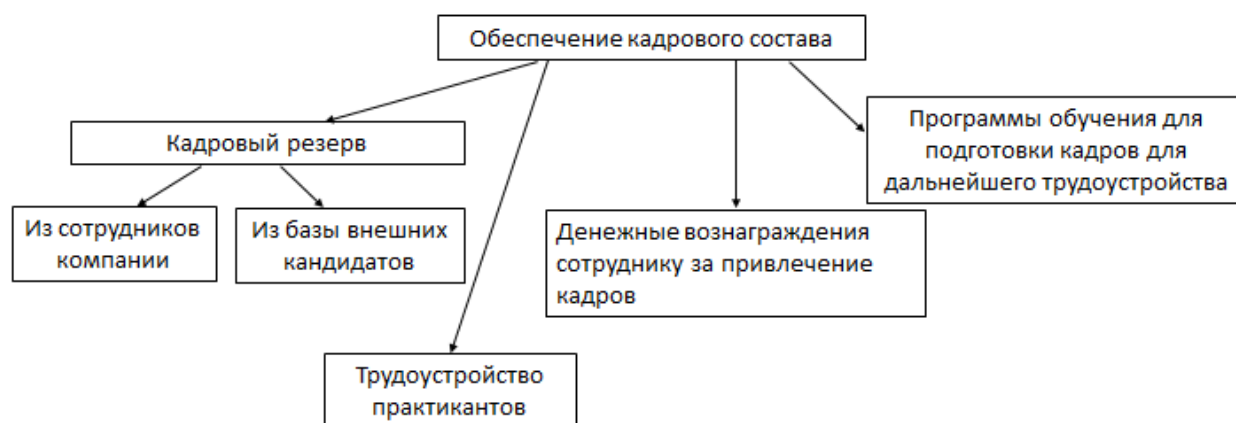 Обеспечение кадрового состава
Кадровый резерв
Программы обучения для
подготовки кадров для
дальнейшего трудоустройства
Из сотрудников
компании
Из базы внешних
кандидатов
Денежные вознаграждения
сотруднику за привлечение
кадров
Трудоустройство
практикантов